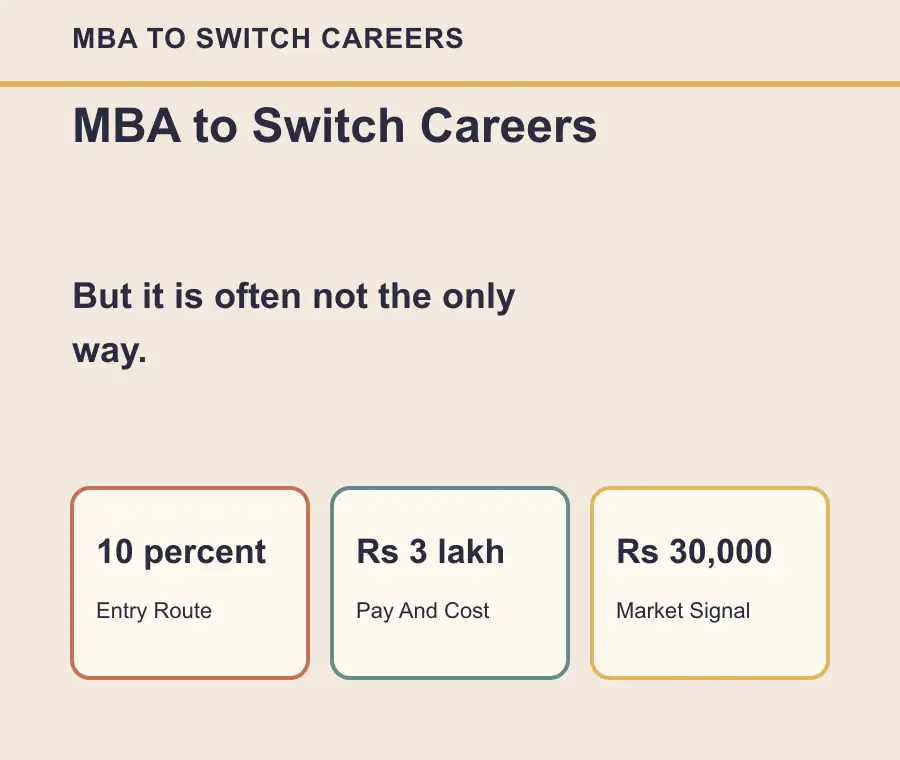 MBA TO SWITCH CAREERS
MBA to Switch Careers
But it is often not the only
way.
10 percent
Entry Route
Rs 3 lakh
Pay And Cost
Rs 30,000
Market Signal